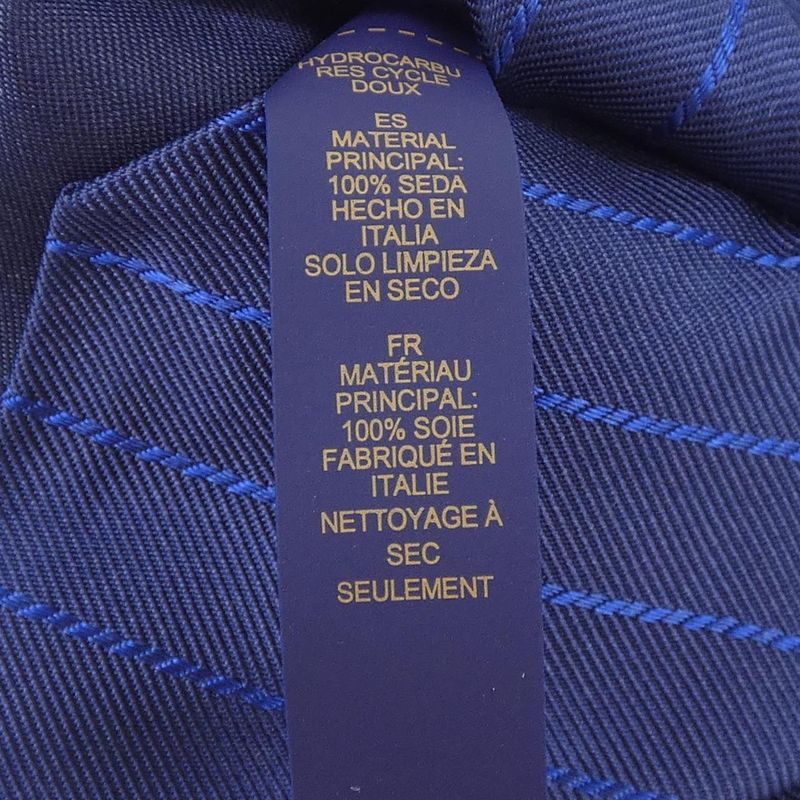 HYDROCARBU
RES CYCLE
DOUX
ES
MATERIAL
PRINCIPAL:
100% SEDA
HECHO EN
ITALIA
SOLO LIMPIEZA
EN SECO
FR
MATÉRIAU
PRINCIPAL:
100% SOIE
FABRIQUÉ EN
ITALIE
NETTOYAGE À
SEC
SEULEMENT